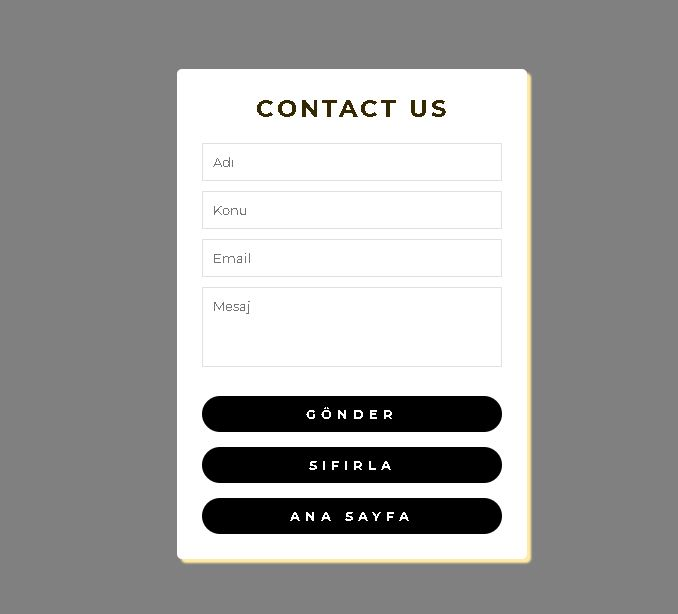 CONTACT US
Adı
Konu
Email
Mesaj
GÖNDER
SIFIRLA
ANA SAYFA